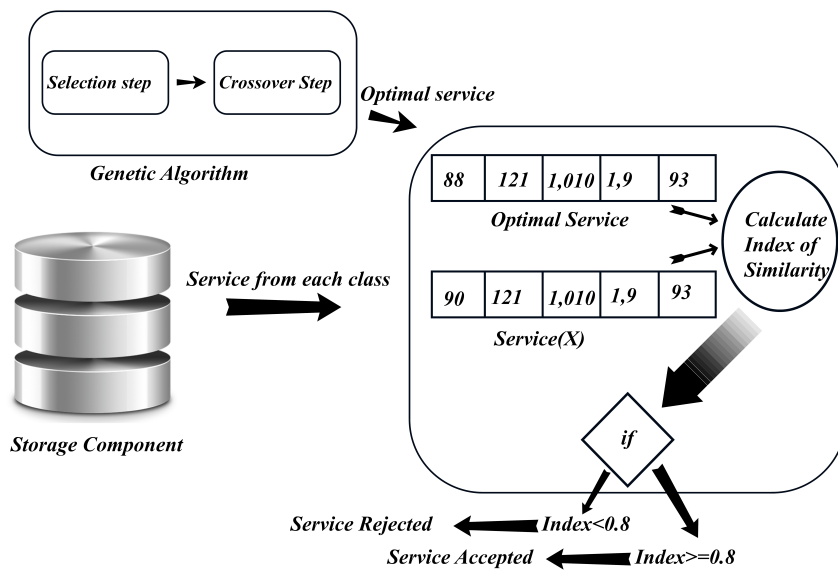 Selection step
Crossover Step
Genetic Algorithm
Optimal service
88 121 1,010 1,9 93
Optimal Service
Calculate
Index of
Similarity
Service from each class
90 121 1,010 1,9 93
Service(X)
Storage Component
if
Service Rejected Index<0.8
Service Accepted Index>=0.8